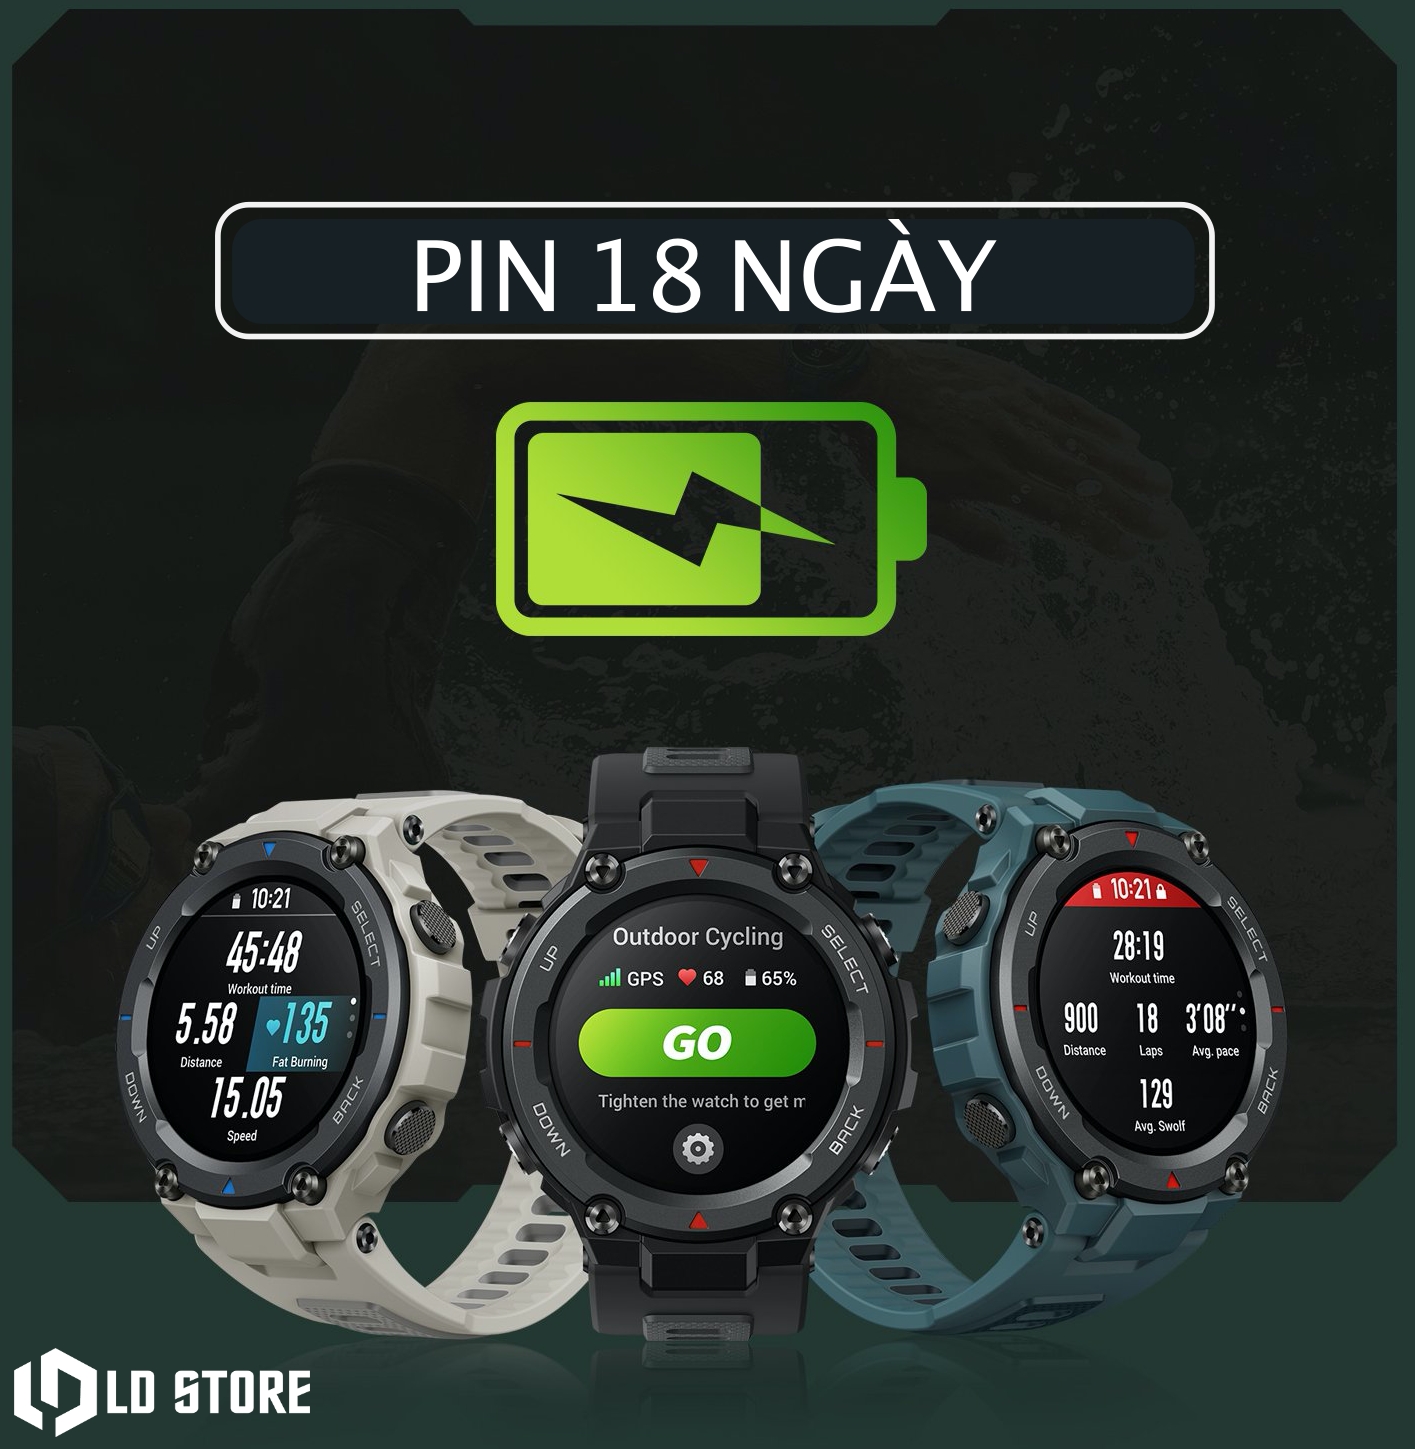 PIN 18 NGÀY
10:21
45:48
Workout time
5.58 135
Distance Fat Burning
15.05
Speed
UP
SELECT
DOWN
BACK
Outdoor Cycling
GPS 68 65%
GO
Tighten the watch to get m
UP
SELECT
DOWN
BACK
10:21
28:19
Workout time
900 18 3'08"
Distance Laps Avg. pace
129
Avg. Swolf
UP
SELECT
DOWN
BACK
LD STORE